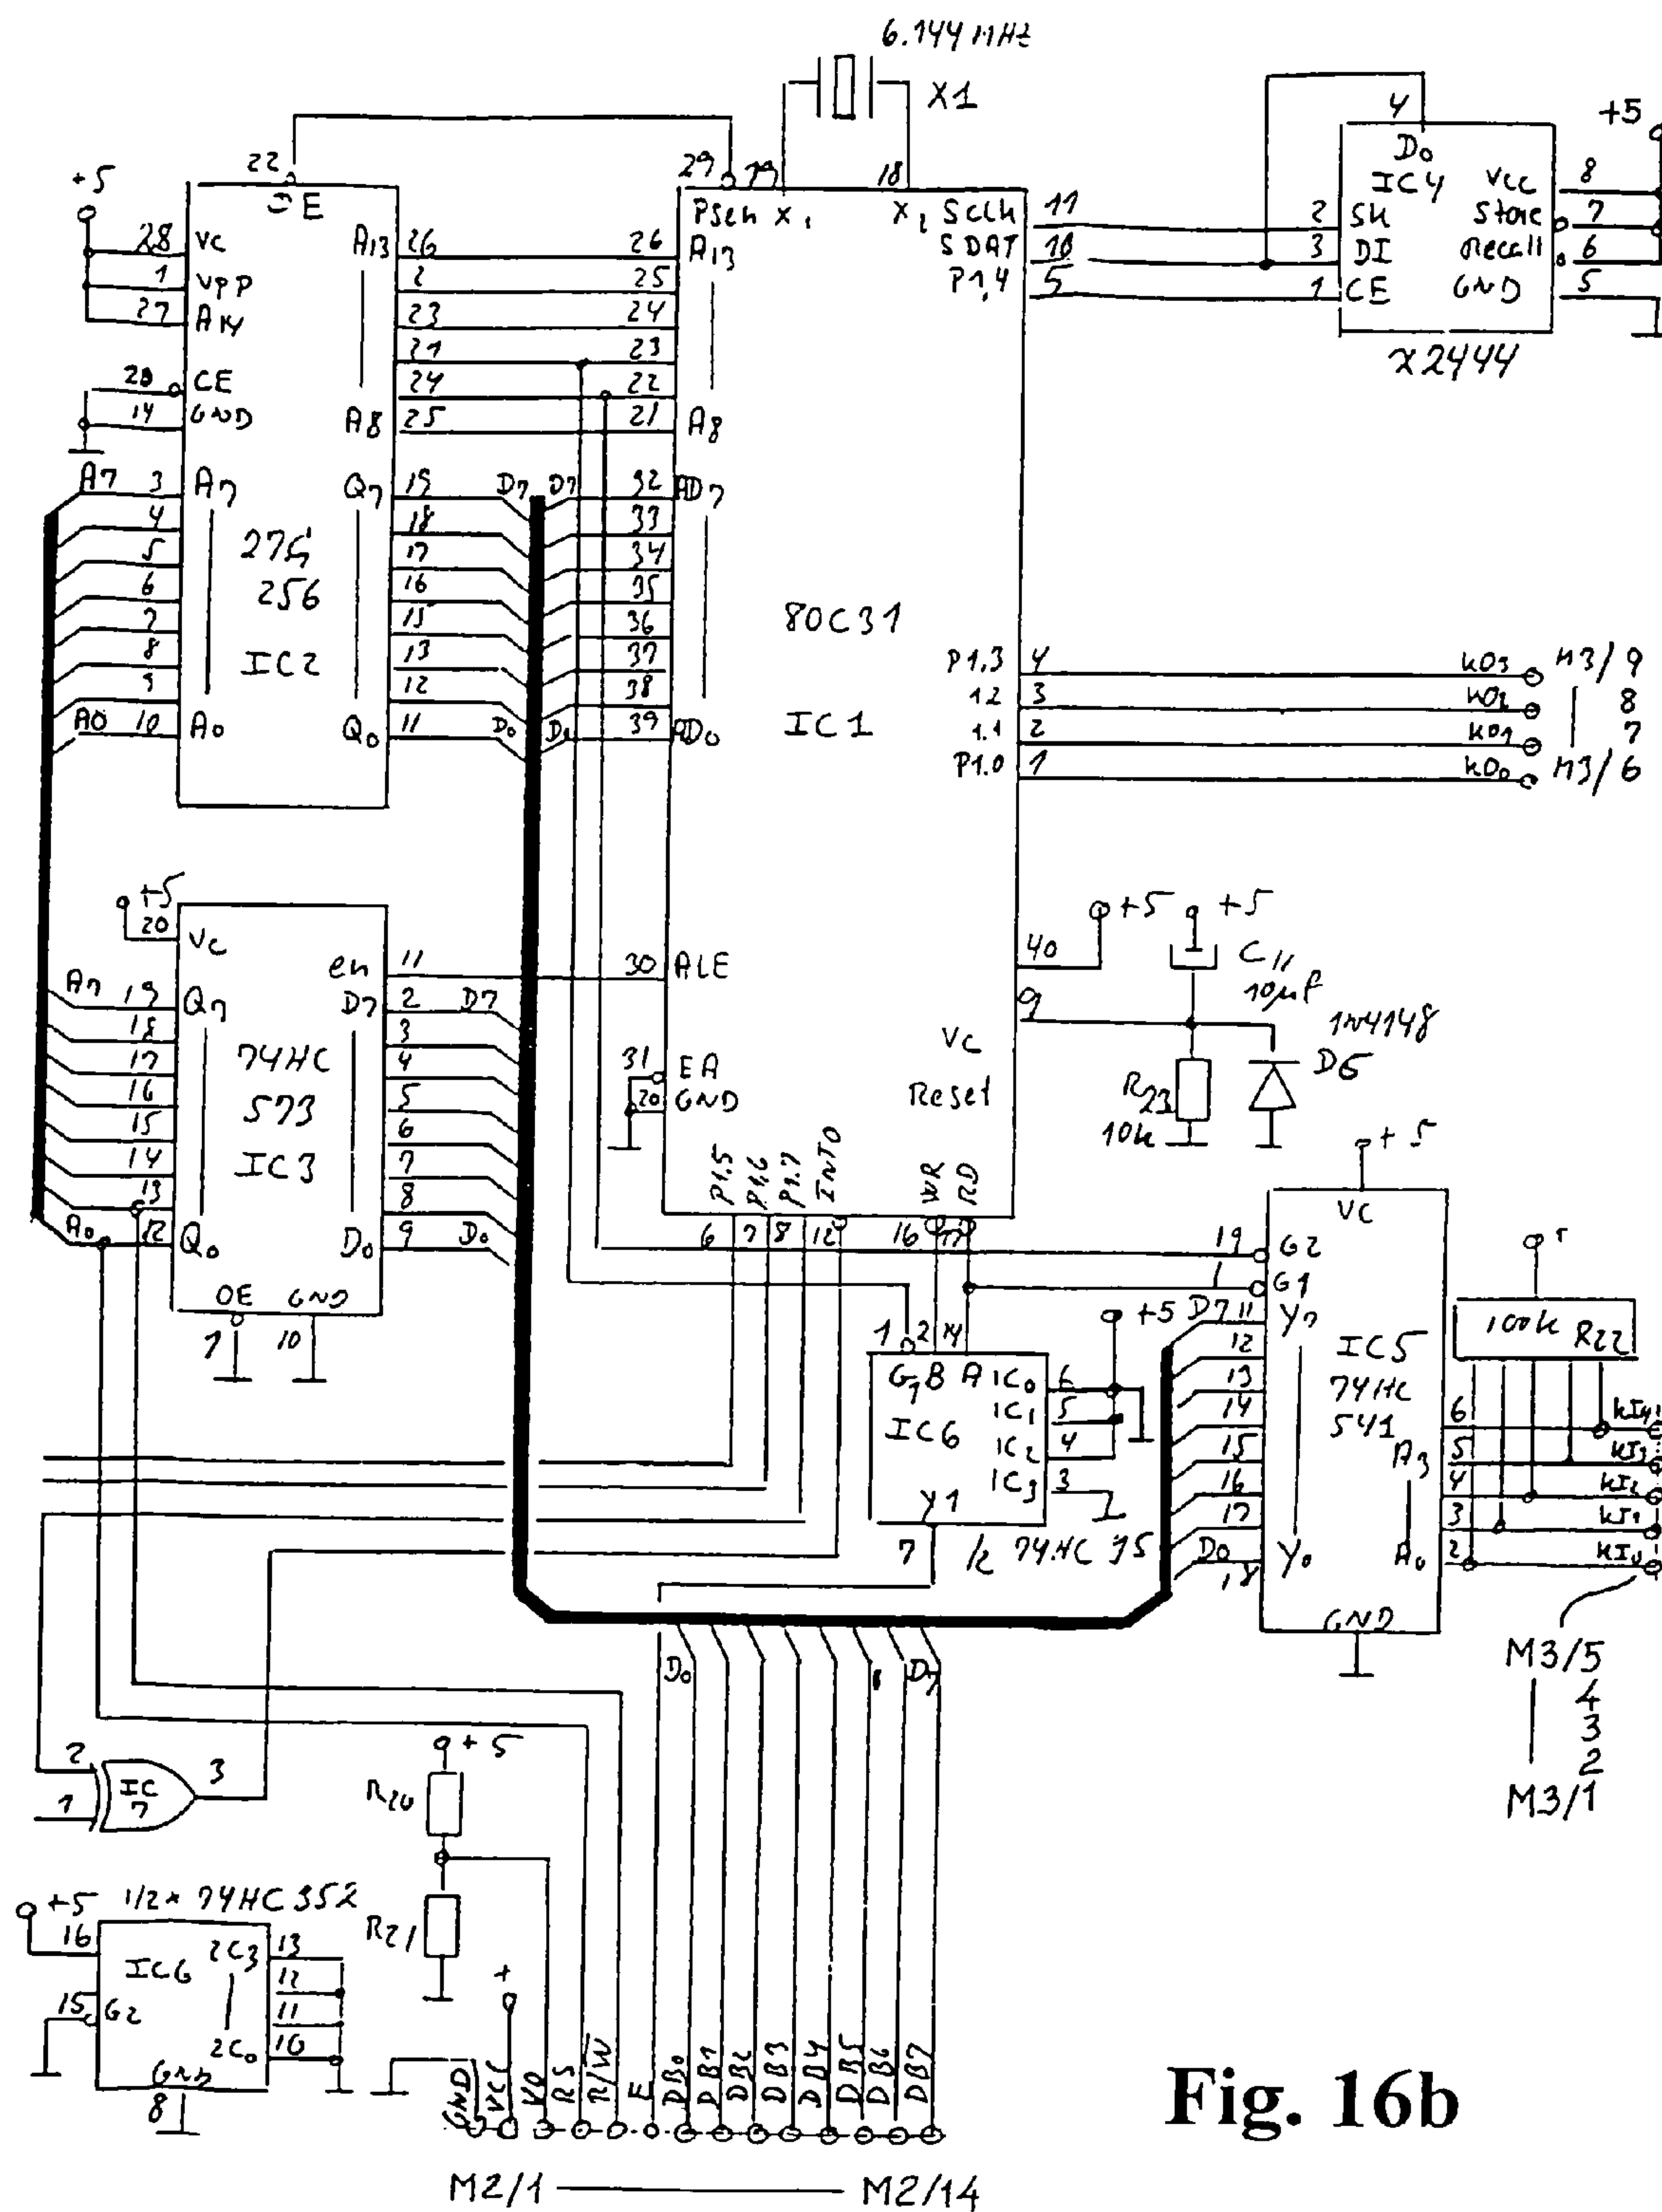 6.144 MHz
X1
+5
22
OE
28 VC
1 VPP
27 A14
20 CE
14 GND
A13 26
2
23
21
24
A8 25
A7 3 A7
4
5
6
7
8
9
A0 10 A0
Q7 19 D7
18
17
16
15
13
12
Q0 11 D0
27C
256
IC2
29 19 18
PSen X1 X2
26 A13
25
24
23
22
21 A8
D7 32 AD7
33
34
35
36
37
38
39 AD0
80C31
IC1
SClk 11
SDAT 10
P1,4 5
4
D0
IC4
2 SK
3 DI
1 CE
VCC 8
Store 7
Recall 6
GND 5
X2444
+5
P1.3 4 KO3 M3/9
1.2 3 KO2 8
1.1 2 KO1 7
P1.0 1 KO0 M3/6
+5
20 VC
A7 19 Q7
18
17
16
15
14
13
A0 12 Q0
en 11
D7 2 D7
3
4
5
6
7
8
D0 9 D0
74HC
573
IC3
OE GND
1 10
30 ALE
31 EA
20 GND
40 +5
9
VC
Reset
+5
C11
10µF
1N4148
D5
R23
10k
P1.5 P1.6 P1.7 INT0 WR RD
6 7 8 12 16 17
+5
VC
19 G2
1 G1
D7 11 Y7
12
13
14
15
16
17
D0 18 Y0
IC5
74HC
541
GND
6 KI4
A3 5 KI3
4 KI2
3 KI1
A0 2 KI0
100k R22
M3/5
4
3
2
M3/1
1 2 14
G1 B A
+5
1C0 6
1C1 5
1C2 4
1C3 3
IC6
Y1
7
D0 D7
2
1
IC
7
3
+5
R20
R21
+5 1/2 * 74HC352
16
IC6
15 G2
2C3 13
12
11
2C0 10
GND
8
+
GND VCC V0 RS R/W E DB0 DB1 DB2 DB3 DB4 DB5 DB6 DB7
M2/1 M2/14
Fig. 16b